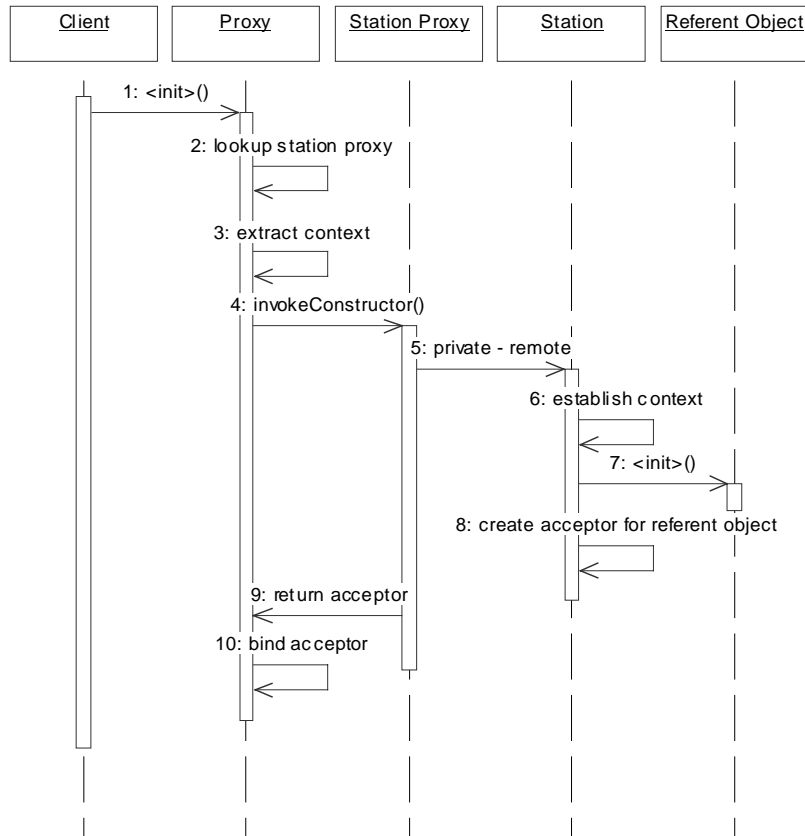 Client
Proxy
Station Proxy
Station
Referent Object
1: <init>()
2: lookup station proxy
3: extract context
4: invokeConstructor()
5: private - remote
6: establish context
7: <init>()
8: create acceptor for referent object
9: return acceptor
10: bind acceptor